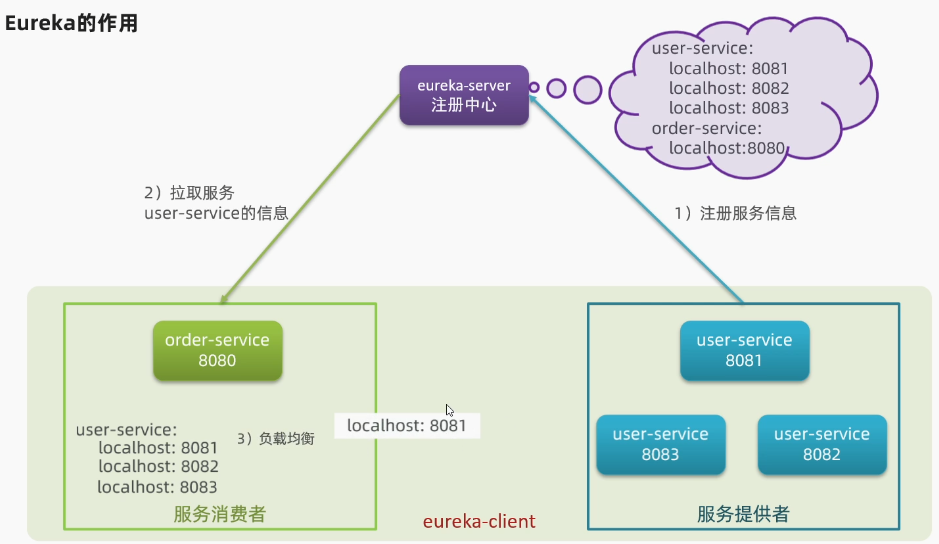 Eureka的作用
eureka-server
注册中心
user-service:
localhost: 8081
localhost: 8082
localhost: 8083
order-service:
localhost:8080
2）拉取服务
user-service的信息
1）注册服务信息
order-service
8080
user-service:
localhost: 8081
localhost: 8082
localhost: 8083
3）负载均衡
localhost: 8081
服务消费者
eureka-client
user-service
8081
user-service
8083
user-service
8082
服务提供者